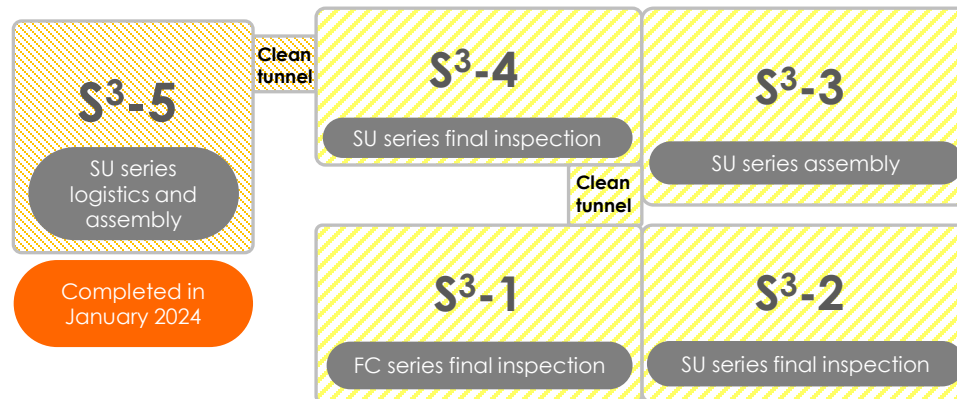 S³-5
SU series
logistics and
assembly
Completed in
January 2024
Clean
tunnel
S³-4
SU series final inspection
S³-3
SU series assembly
Clean
tunnel
S³-1
FC series final inspection
S³-2
SU series final inspection